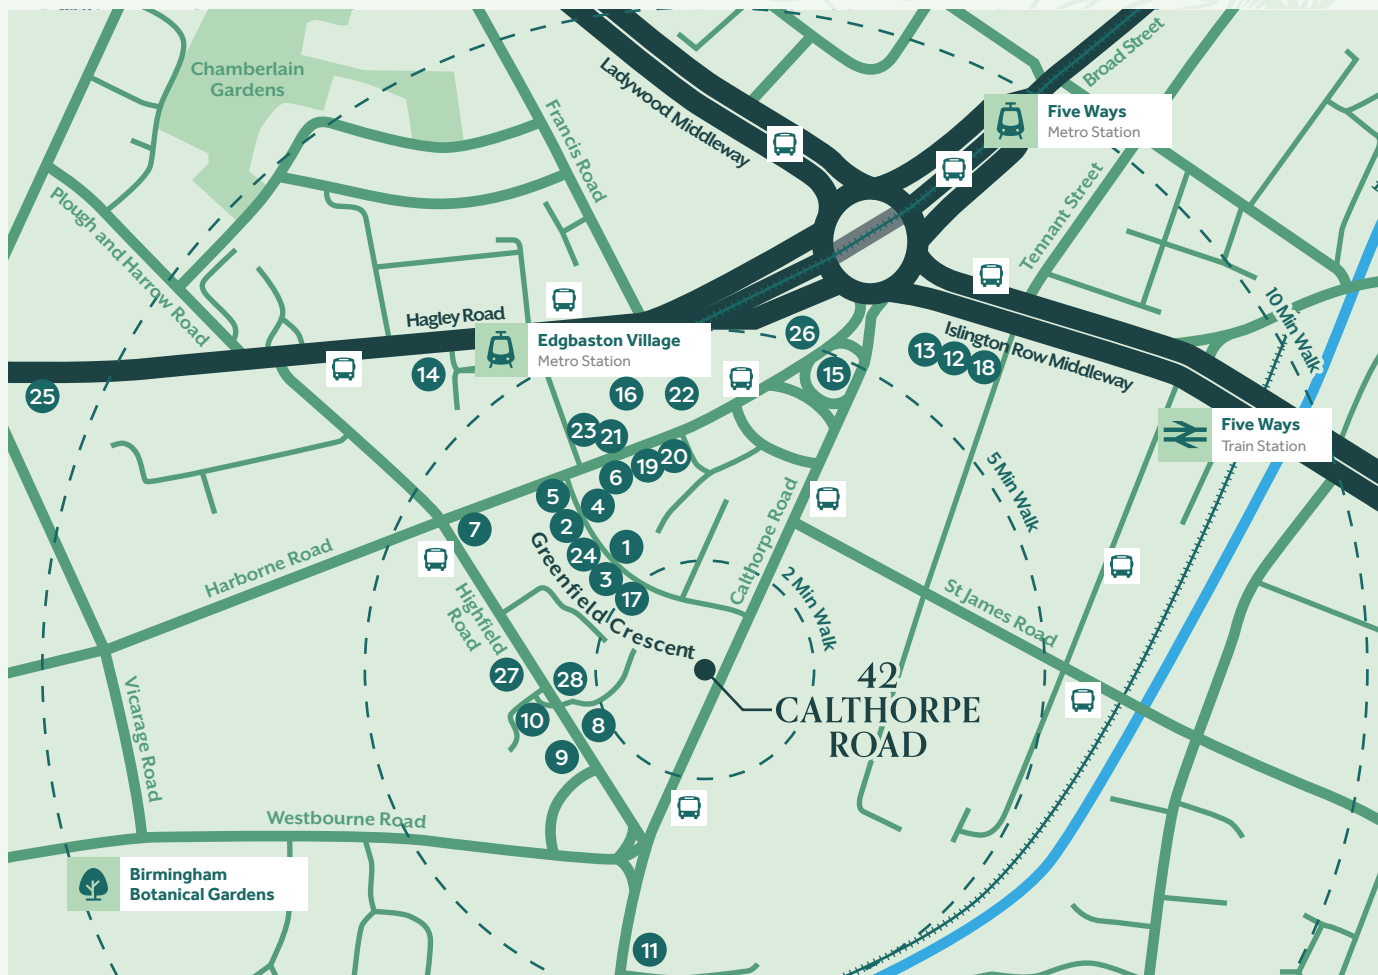 Chamberlain
Gardens
Ladywood Middleway
Broad Street
Five Ways
Metro Station
Francis Road
Tennant Street
Plough and Harrow Road
Hagley Road
Edgbaston Village
Metro Station
Islington Row Middleway
10 Min Walk
26
13
12
18
15
14
25
16
22
23
21
Five Ways
Train Station
20
19
6
5
4
2
7
1
24
3
17
5 Min Walk
Calthorpe Road
Harborne Road
Greenfield Crescent
2 Min Walk
Highfield
Road
St James Road
27
28
10
8
9
42
CALTHORPE
ROAD
Vicarage Road
Westbourne Road
Birmingham
Botanical Gardens
11